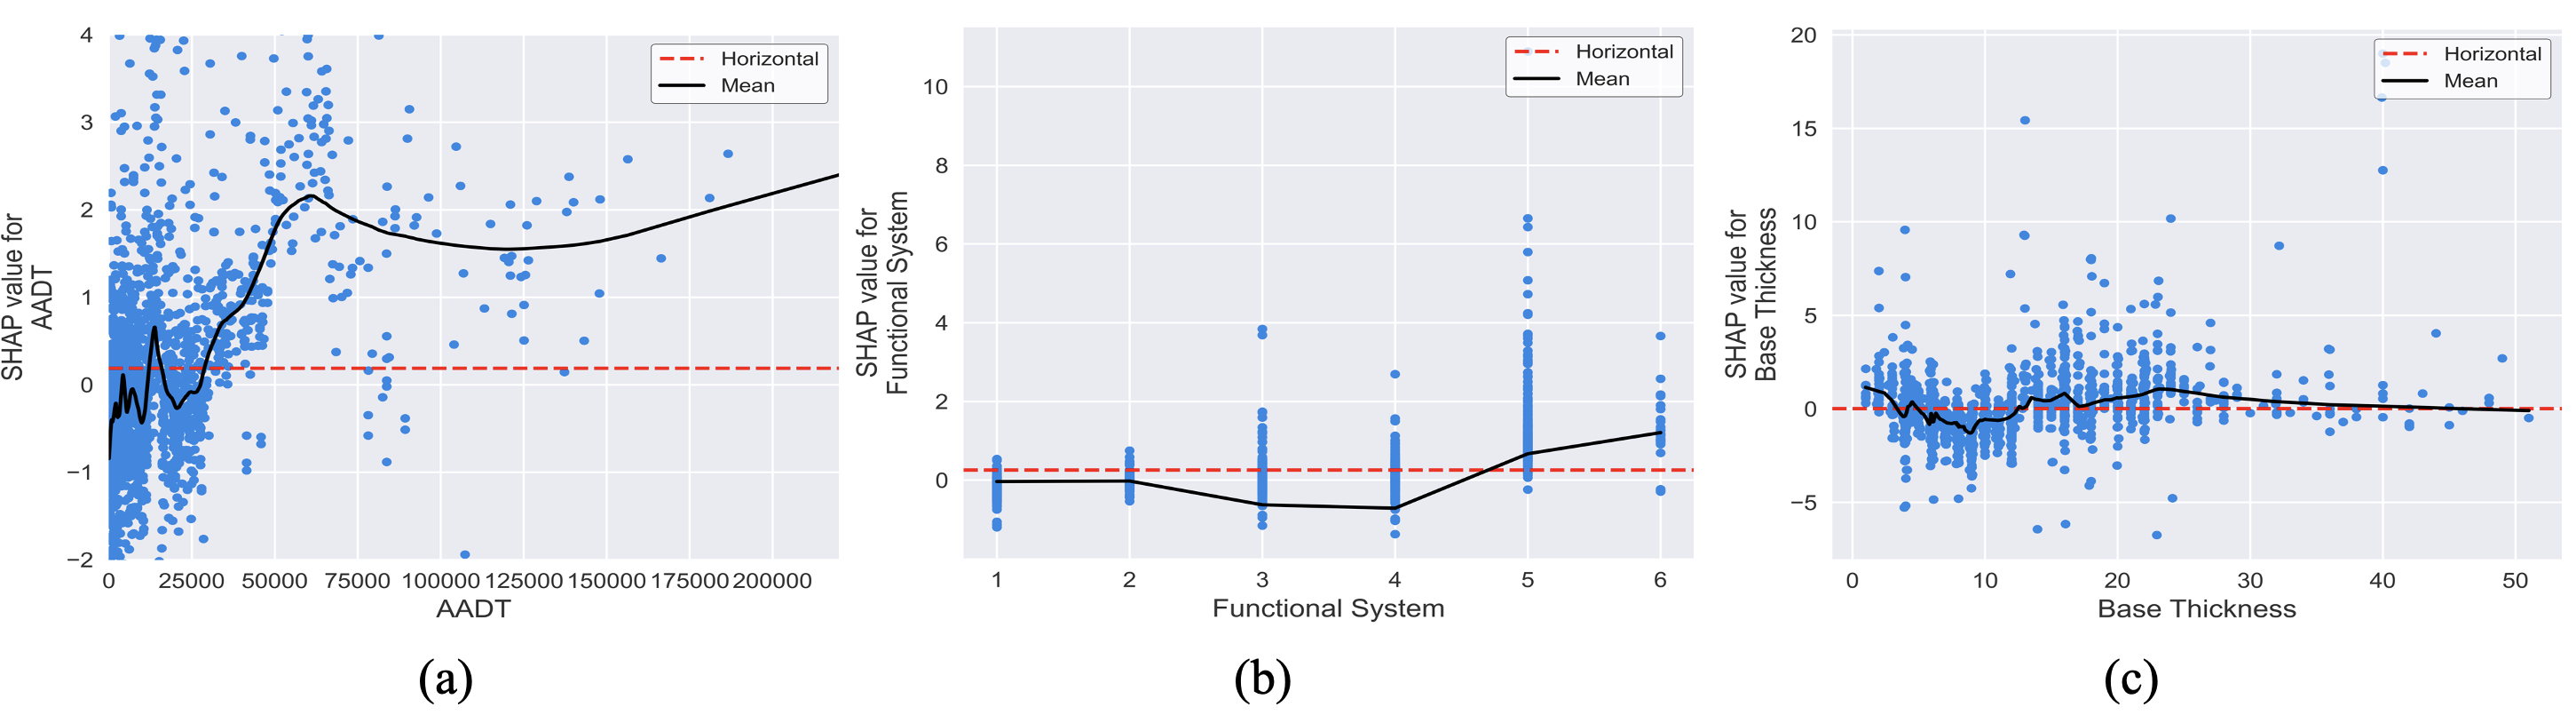 SHAP value for
AADT
4
3
2
1
0
−1
−2
Horizontal
Mean
0 25000 50000 75000 100000 125000 150000 175000 200000
AADT
(a)
SHAP value for
Functional System
10
8
6
4
2
0
Horizontal
Mean
1 2 3 4 5 6
Functional System
(b)
SHAP value for
Base Thickness
20
15
10
5
0
−5
Horizontal
Mean
0 10 20 30 40 50
Base Thickness
(c)